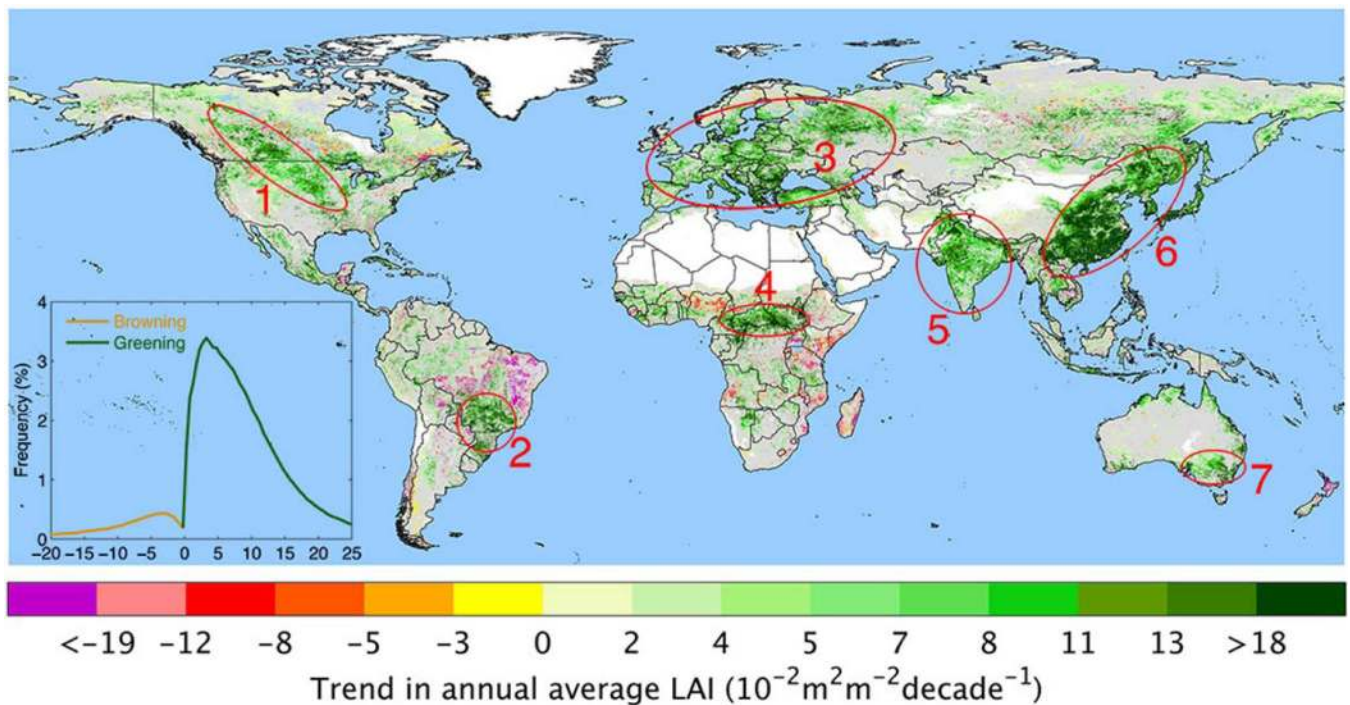 1
2
3
4
5
6
7
4
3
2
1
0
Frequency (%)
Browning
Greening
−20 −15 −10 −5 0 5 10 15 20 25
<−19 −12 −8 −5 −3 0 2 4 5 7 8 11 13 >18
Trend in annual average LAI (10⁻²m²m⁻²decade⁻¹)